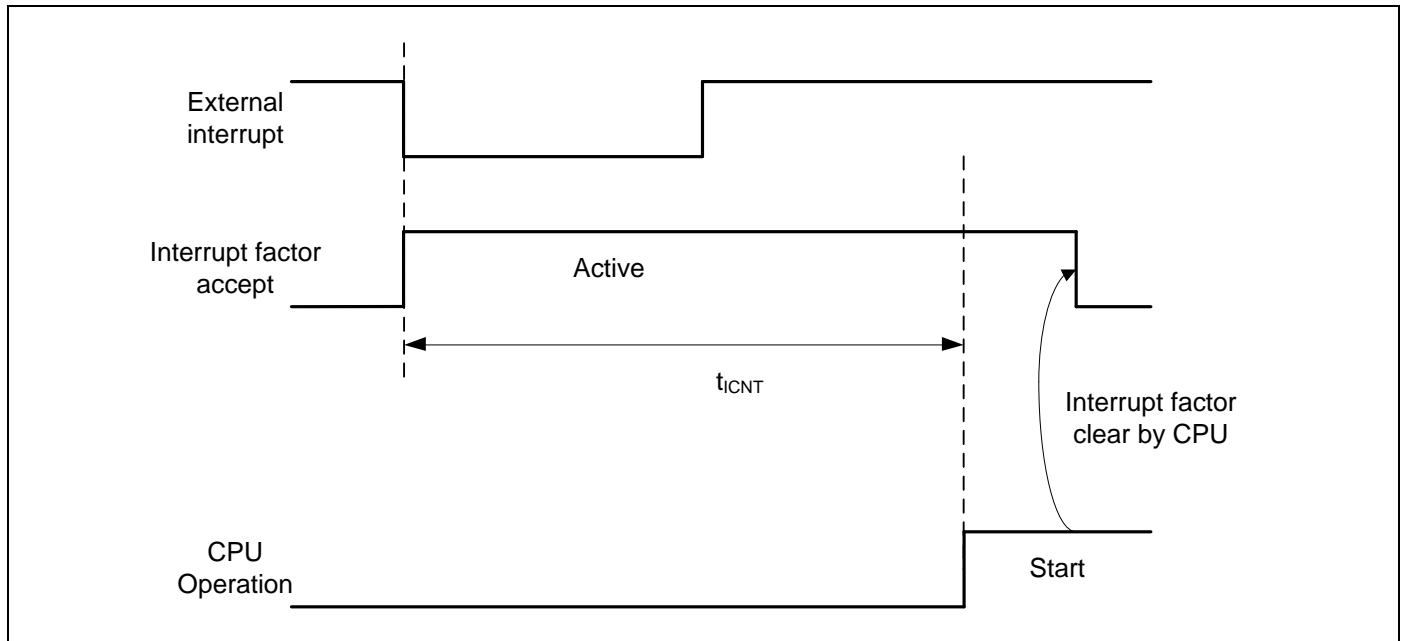 External
interrupt
Interrupt factor
accept
Active
tICNT
Interrupt factor
clear by CPU
CPU
Operation
Start